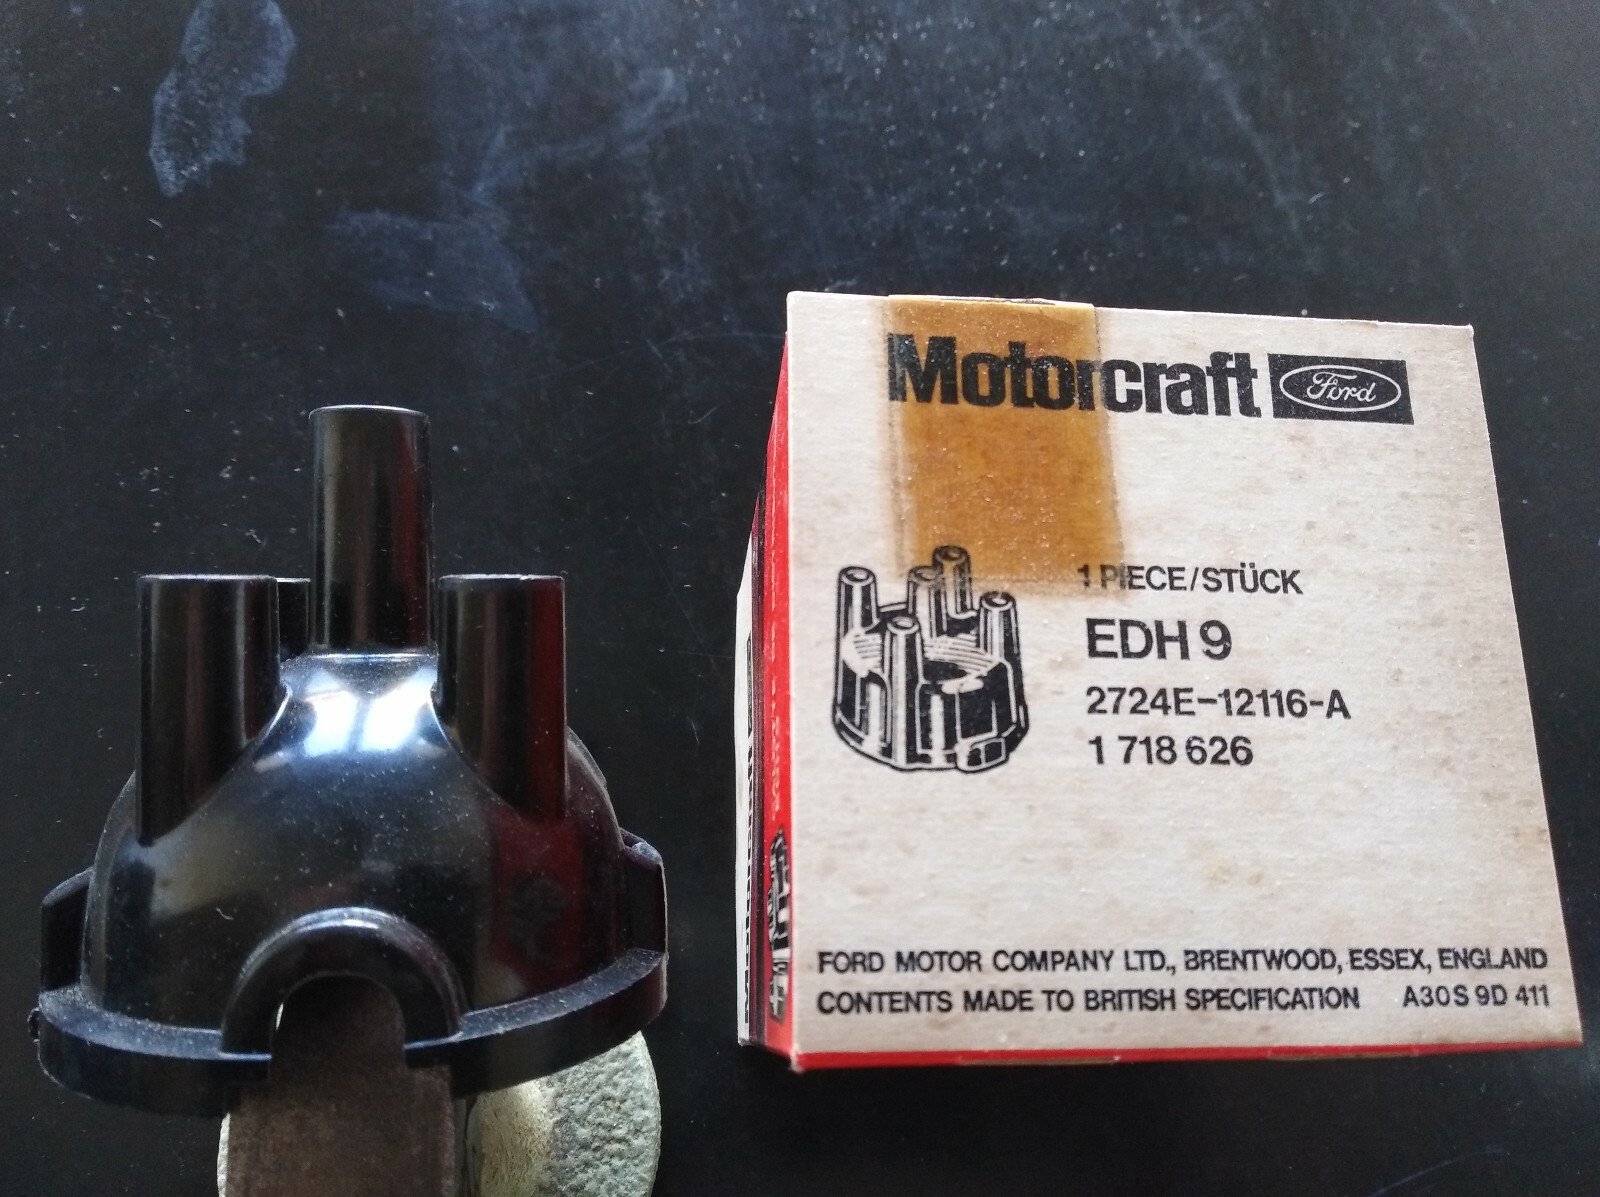 Motorcraft Ford
1 PIECE/STÜCK
EDH 9
2724E-12116-A
1 718 626
FORD MOTOR COMPANY LTD., BRENTWOOD, ESSEX, ENGLAND
CONTENTS MADE TO BRITISH SPECIFICATION A30S 9D 411